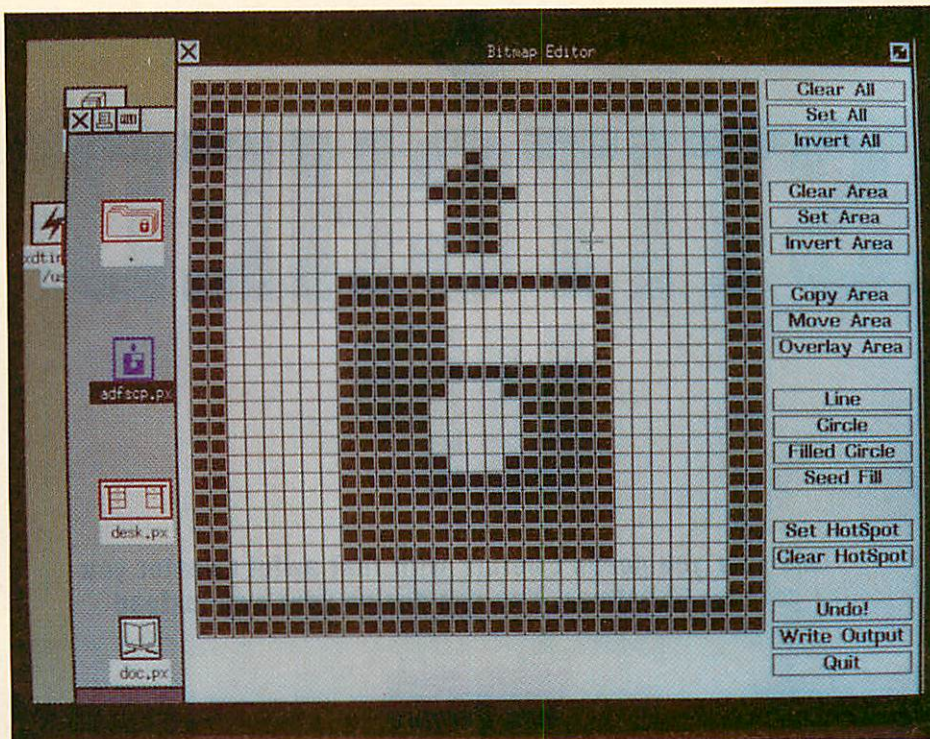 Bitmap Editor
Clear All
Set All
Invert All
Clear Area
Set Area
Invert Area
Copy Area
Move Area
Overlay Area
Line
Circle
Filled Circle
Seed Fill
Set HotSpot
Clear HotSpot
Undo!
Write Output
Quit
.
adfscp.px
desk.px
doc.px